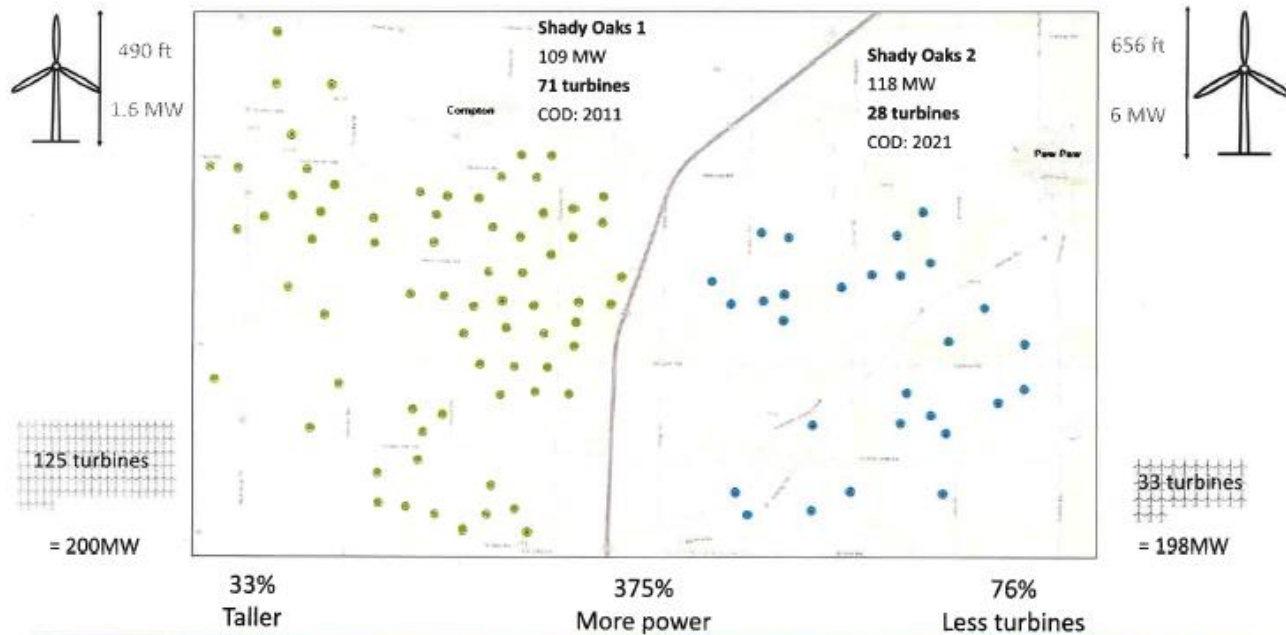 490 ft
1.6 MW
Shady Oaks 1
109 MW
71 turbines
COD: 2011
Compton
Shady Oaks 2
118 MW
28 turbines
COD: 2021
Paw Paw
656 ft
6 MW
125 turbines
= 200MW
33 turbines
= 198MW
33%
Taller
375%
More power
76%
Less turbines